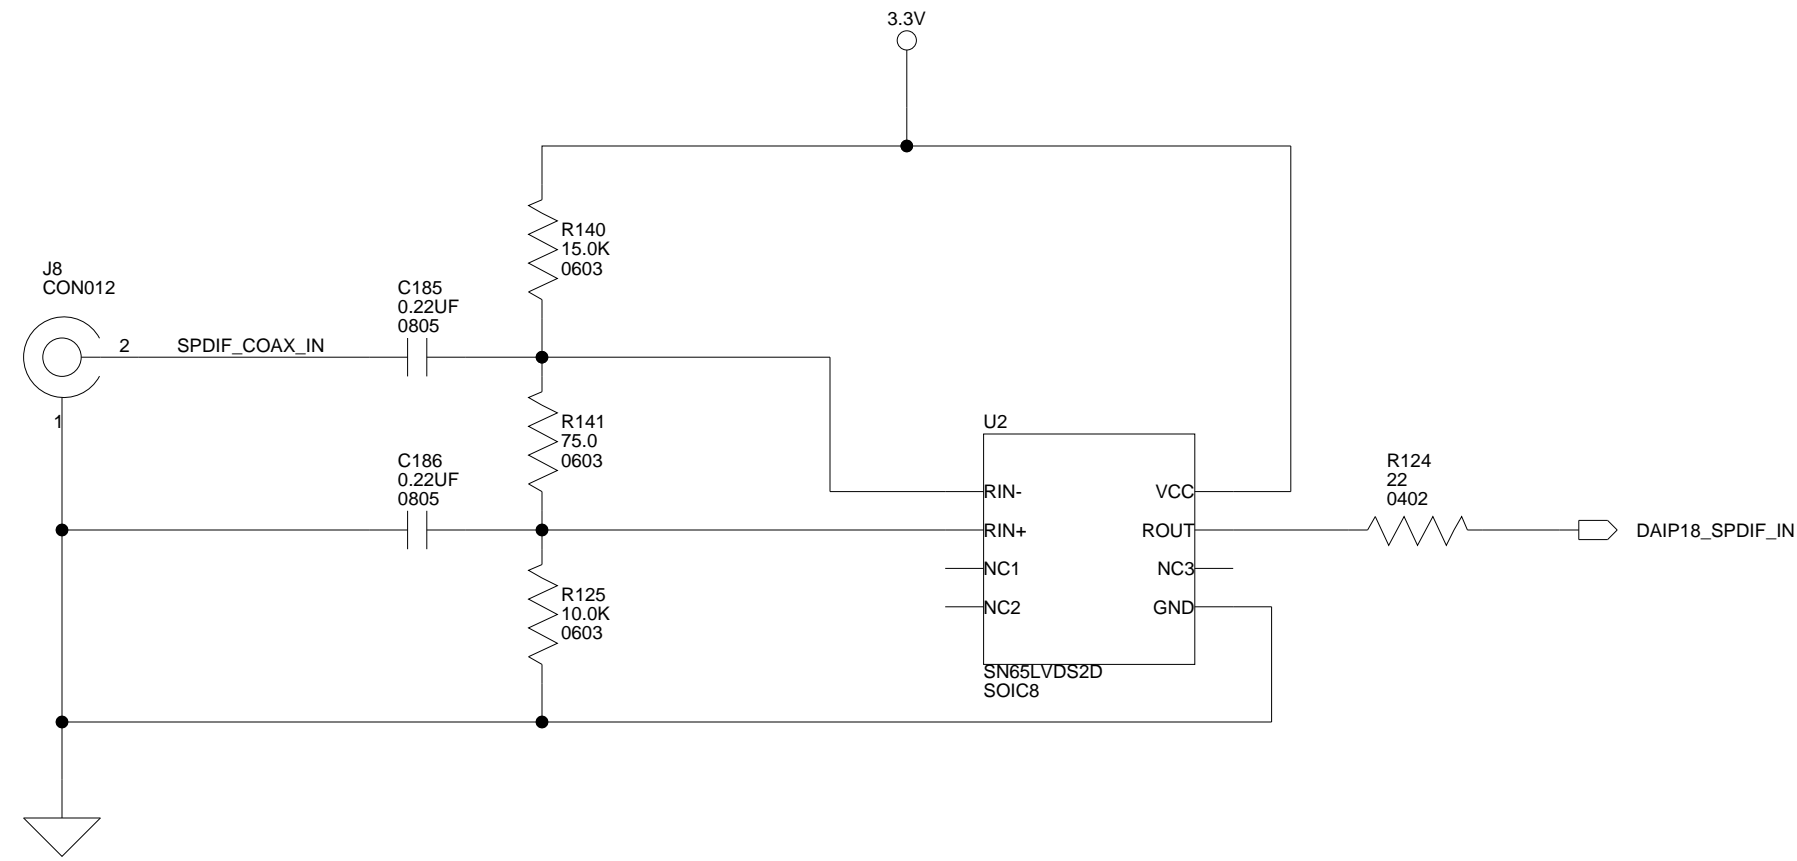 3.3V
R140
15.0K
0603
J8
CON012
C185
0.22UF
0805
2
SPDIF_COAX_IN
1
R141
75.0
0603
U2
C186
0.22UF
0805
R124
22
0402
RIN-
VCC
RIN+
ROUT
DAIP18_SPDIF_IN
NC1
NC3
NC2
GND
R125
10.0K
0603
SN65LVDS2D
SOIC8